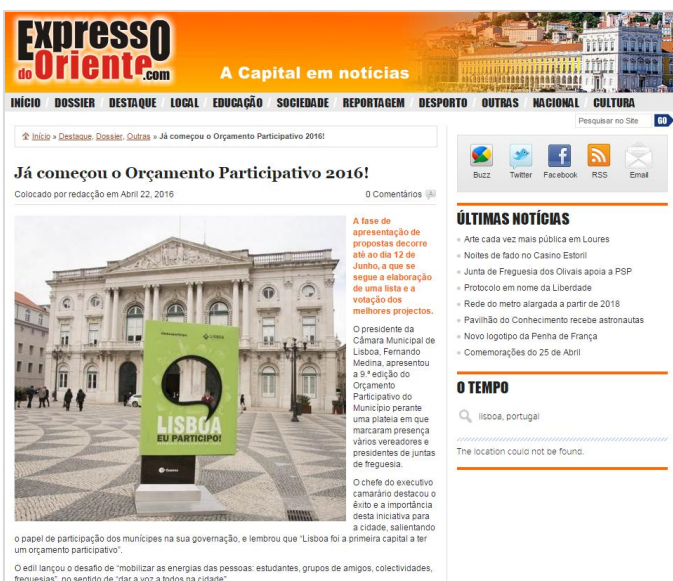 Expresso
do Oriente.com
A Capital em notícias
INÍCIO DOSSIER DESTAQUE LOCAL EDUCAÇÃO SOCIEDADE REPORTAGEM DESPORTO OUTRAS NACIONAL CULTURA
Pesquisar no Site GO
Início » Destaque, Dossier, Outras » Já começou o Orçamento Participativo 2016!
Já começou o Orçamento Participativo 2016!
Colocado por redacção em Abril 22, 2016 0 Comentários
LISBOA
EU PARTICIPO!
A fase de
apresentação de
propostas decorre
até ao dia 12 de
Junho, a que se
segue a elaboração
de uma lista e a
votação dos
melhores projectos.
O presidente da
Câmara Municipal de
Lisboa, Fernando
Medina, apresentou
a 9.ª edição do
Orçamento
Participativo do
Município perante
uma plateia em que
marcaram presença
vários vereadores e
presidentes de juntas
de freguesia.
O chefe do executivo
camarário destacou o
êxito e a importância
desta iniciativa para
a cidade, salientando
o papel de participação dos munícipes na sua governação, e lembrou que “Lisboa foi a primeira capital a ter
um orçamento participativo”.
O edil lançou o desafio de “mobilizar as energias das pessoas: estudantes, grupos de amigos, colectividades,
freguesias”, no sentido de “dar a voz a todos na cidade”
Buzz Twitter Facebook RSS Email
ÚLTIMAS NOTÍCIAS
Arte cada vez mais pública em Loures
Noites de fado no Casino Estoril
Junta de Freguesia dos Olivais apoia a PSP
Protocolo em nome da Liberdade
Rede do metro alargada a partir de 2018
Pavilhão do Conhecimento recebe astronautas
Novo logotipo da Penha de França
Comemorações do 25 de Abril
O TEMPO
lisboa, portugal
The location could not be found.